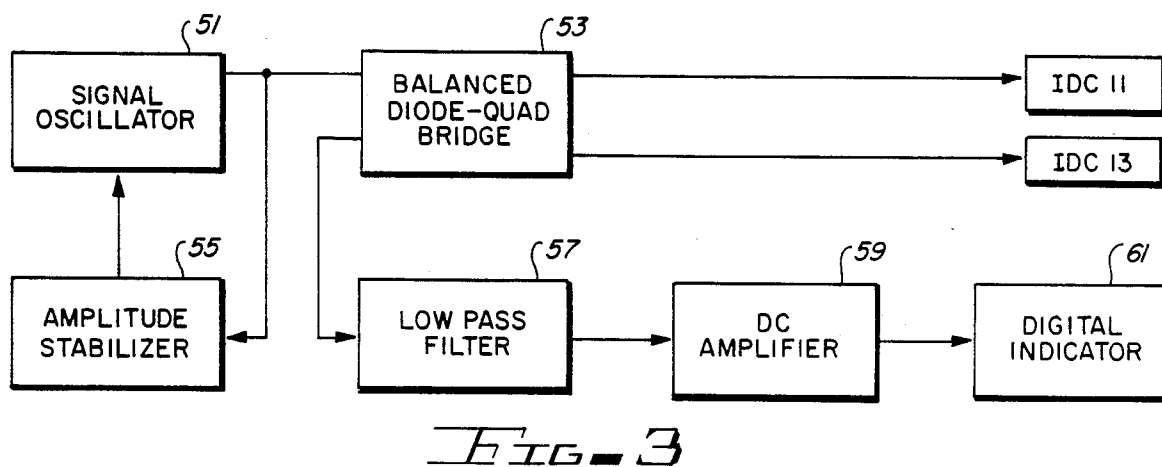 51
SIGNAL
OSCILLATOR
53
BALANCED
DIODE-QUAD
BRIDGE
IDC 11
IDC 13
55
AMPLITUDE
STABILIZER
57
LOW PASS
FILTER
59
DC
AMPLIFIER
61
DIGITAL
INDICATOR
FIG-3